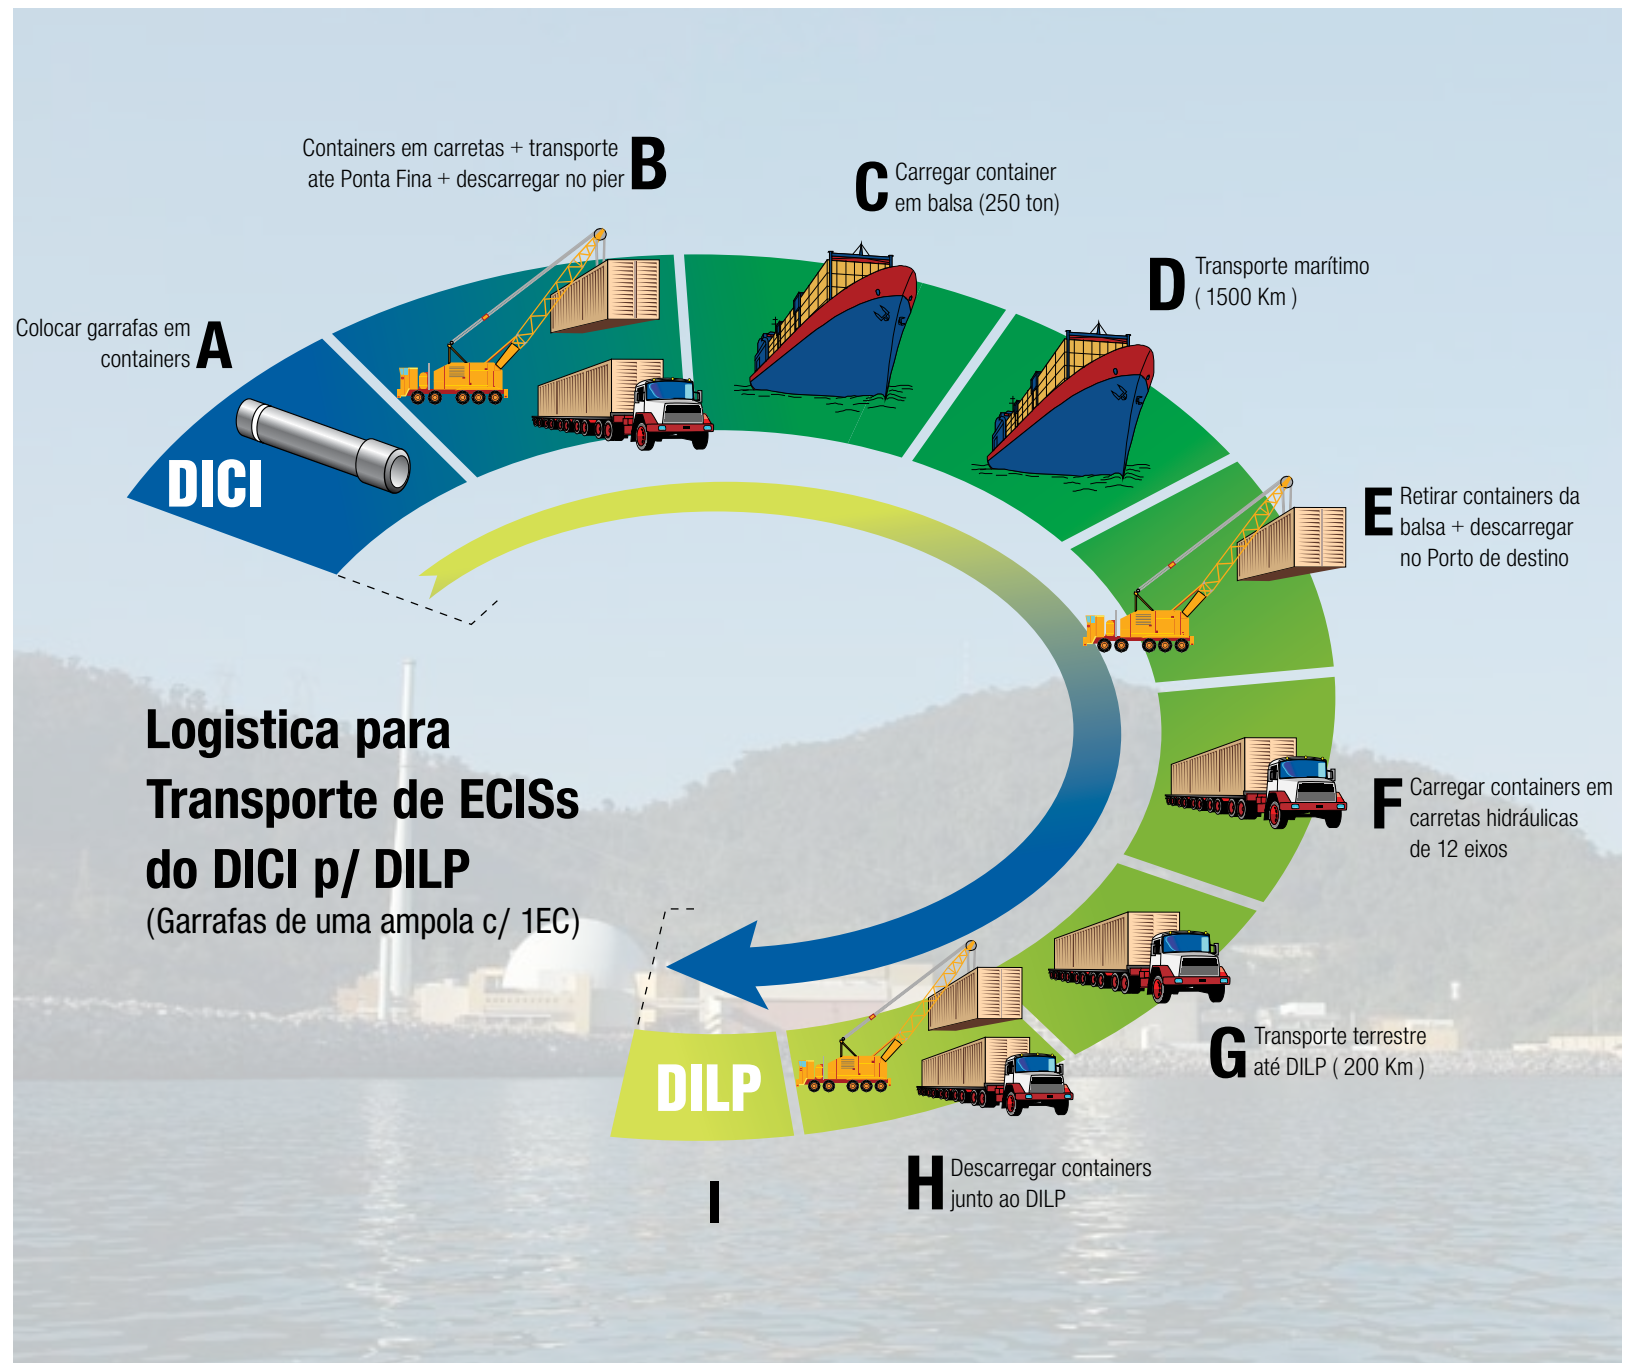 Containers em carretas + transporte
ate Ponta Fina + descarregar no pier
B
C
Carregar container
em balsa (250 ton)
D
Transporte marítimo
( 1500 Km )
Colocar garrafas em
containers
A
DICI
E
Retirar containers da
balsa + descarregar
no Porto de destino
Logistica para
Transporte de ECISs
do DICI p/ DILP
(Garrafas de uma ampola c/ 1EC)
F
Carregar containers em
carretas hidráulicas
de 12 eixos
G
Transporte terrestre
até DILP ( 200 Km )
DILP
H
Descarregar containers
junto ao DILP
I